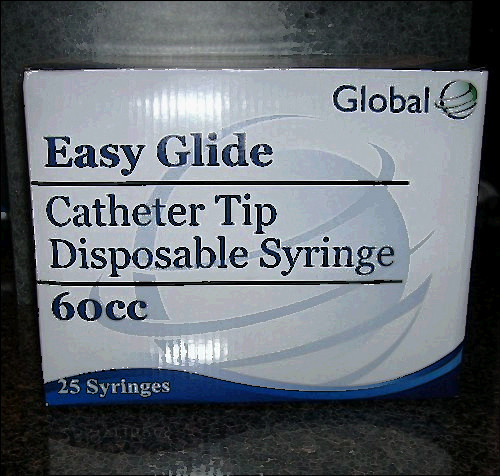 Global
Easy Glide
Catheter Tip
Disposable Syringe
60cc
25 Syringes